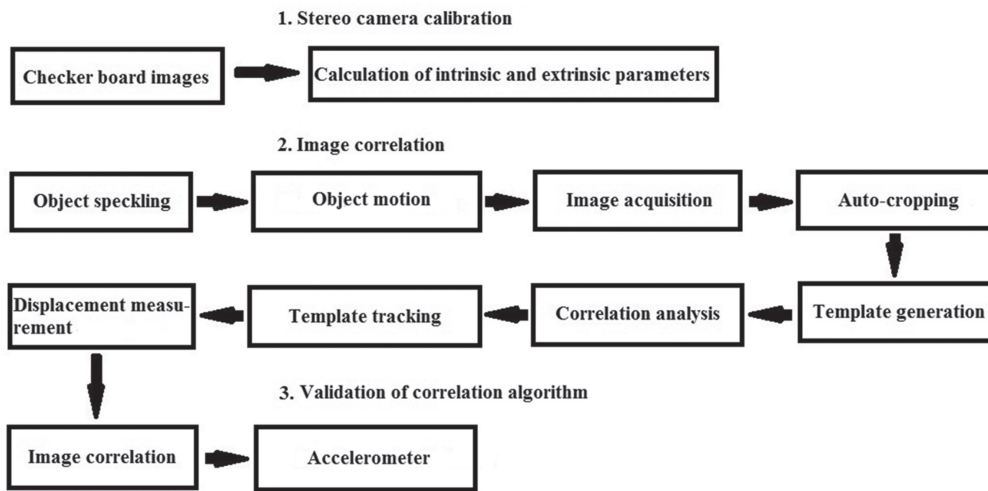 1. Stereo camera calibration
Checker board images
Calculation of intrinsic and extrinsic parameters
2. Image correlation
Object speckling
Object motion
Image acquisition
Auto-cropping
Displacement measu-
rement
Template tracking
Correlation analysis
Template generation
3. Validation of correlation algorithm
Image correlation
Accelerometer